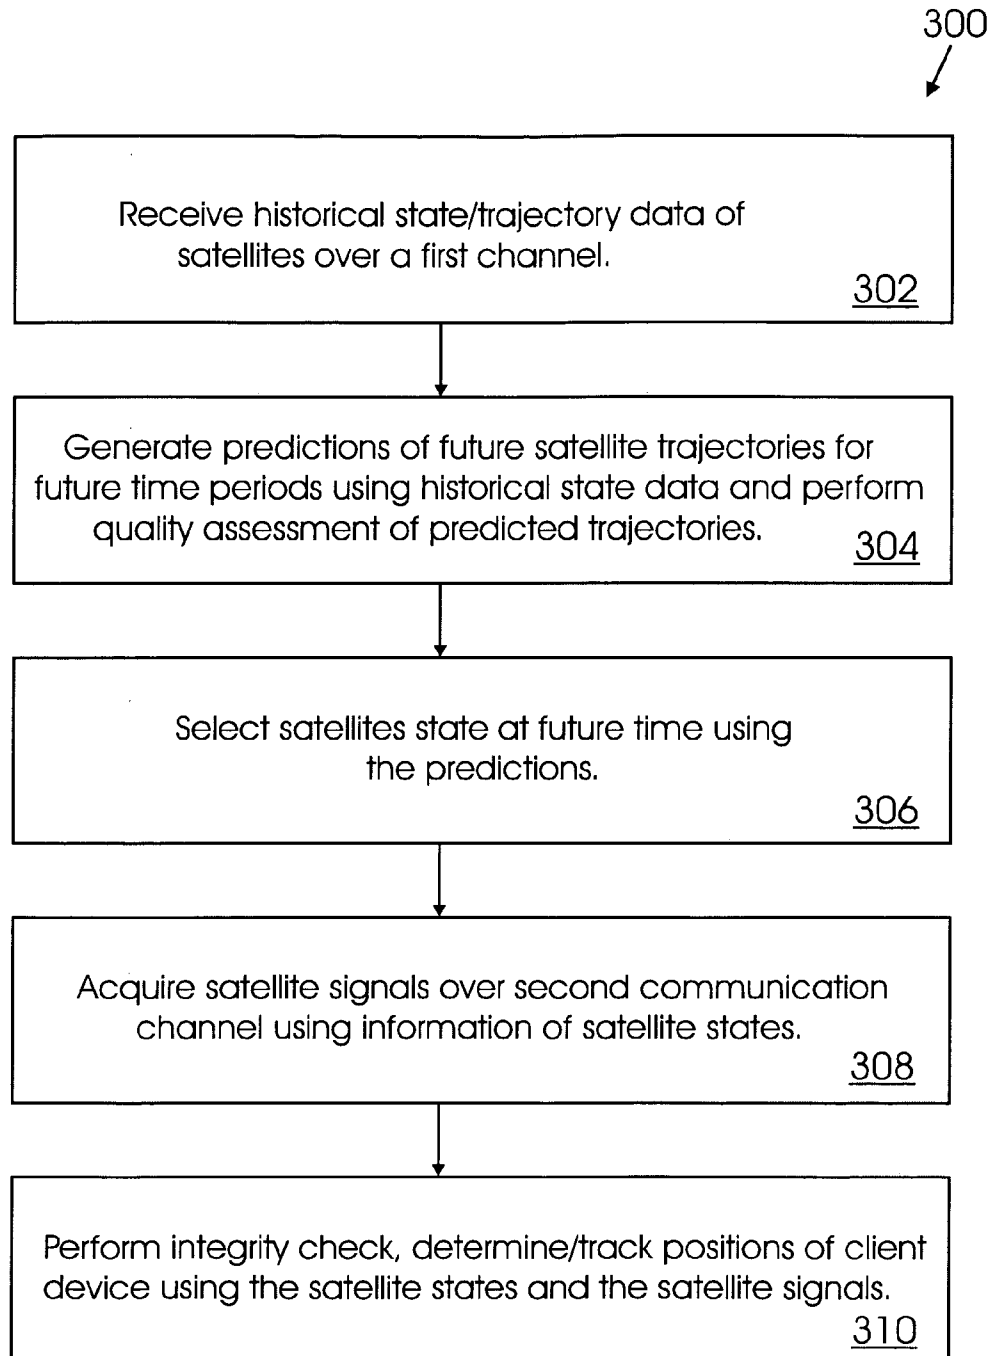 300
Receive historical state/trajectory data of
satellites over a first channel.
302
Generate predictions of future satellite trajectories for
future time periods using historical state data and perform
quality assessment of predicted trajectories.
304
Select satellites state at future time using
the predictions.
306
Acquire satellite signals over second communication
channel using information of satellite states.
308
Perform integrity check, determine/track positions of client
device using the satellite states and the satellite signals.
310